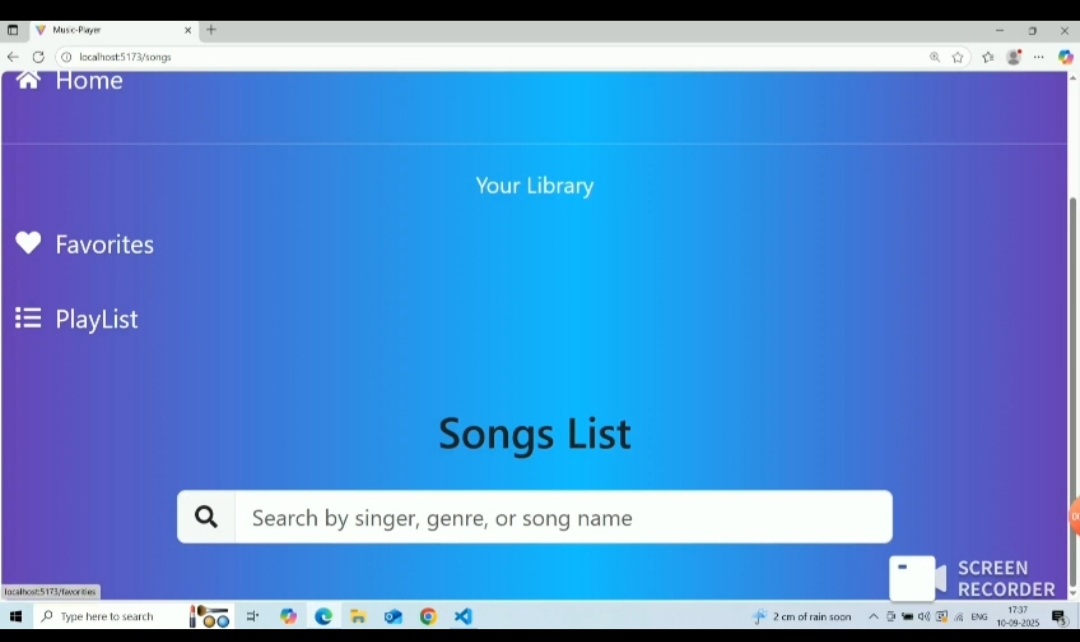 Music-Player
localhost:5173/songs
Home
Your Library
Favorites
PlayList
Songs List
Search by singer, genre, or song name
SCREEN
RECORDER
localhost:5173/favorities
Type here to search
2 cm of rain soon
ENG
17:37
10-09-2025